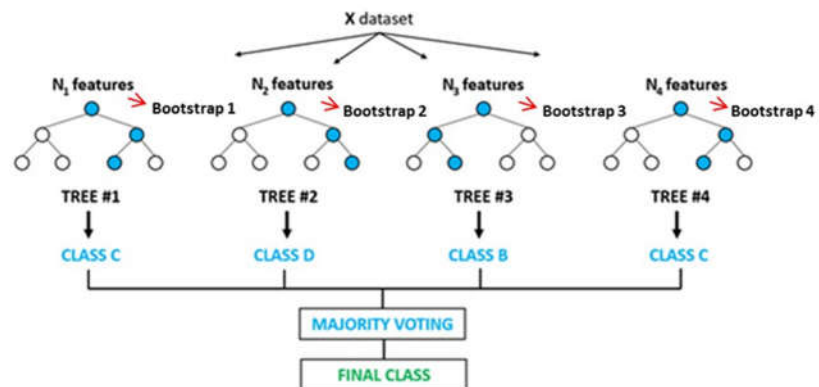 X dataset
N₁ features
Bootstrap 1
N₂ features
Bootstrap 2
N₃ features
Bootstrap 3
N₄ features
Bootstrap 4
TREE #1
TREE #2
TREE #3
TREE #4
CLASS C
CLASS D
CLASS B
CLASS C
MAJORITY VOTING
FINAL CLASS